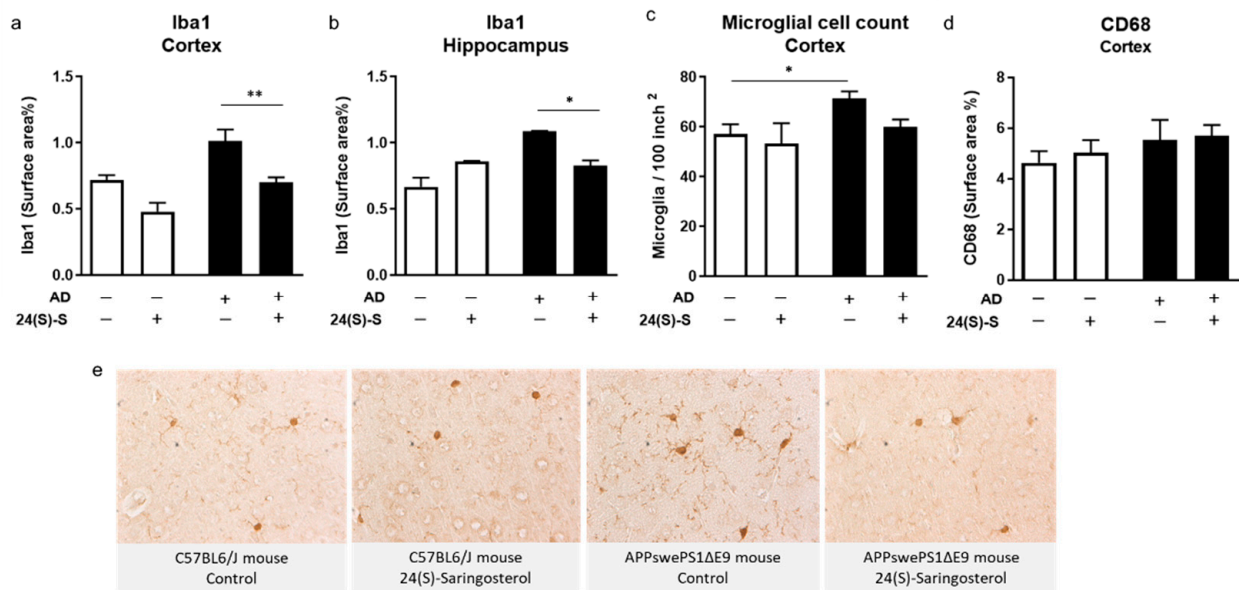 a
Iba1
Cortex
Iba1 (Surface area%)
1.5
1.0
0.5
0.0
AD − − + +
24(S)-S − + − +
b
Iba1
Hippocampus
Iba1 (Surface area%)
1.5
1.0
0.5
0.0
AD − − + +
24(S)-S − + − +
c
Microglial cell count
Cortex
Microglia / 100 inch ²
80
60
40
20
0
AD − − + +
24(S)-S − + − +
d
CD68
Cortex
CD68 (Surface area %)
8
6
4
2
0
AD − − + +
24(S)-S − + − +
**
*
*
e
C57BL6/J mouse
Control
C57BL6/J mouse
24(S)-Saringosterol
APPswePS1ΔE9 mouse
Control
APPswePS1ΔE9 mouse
24(S)-Saringosterol